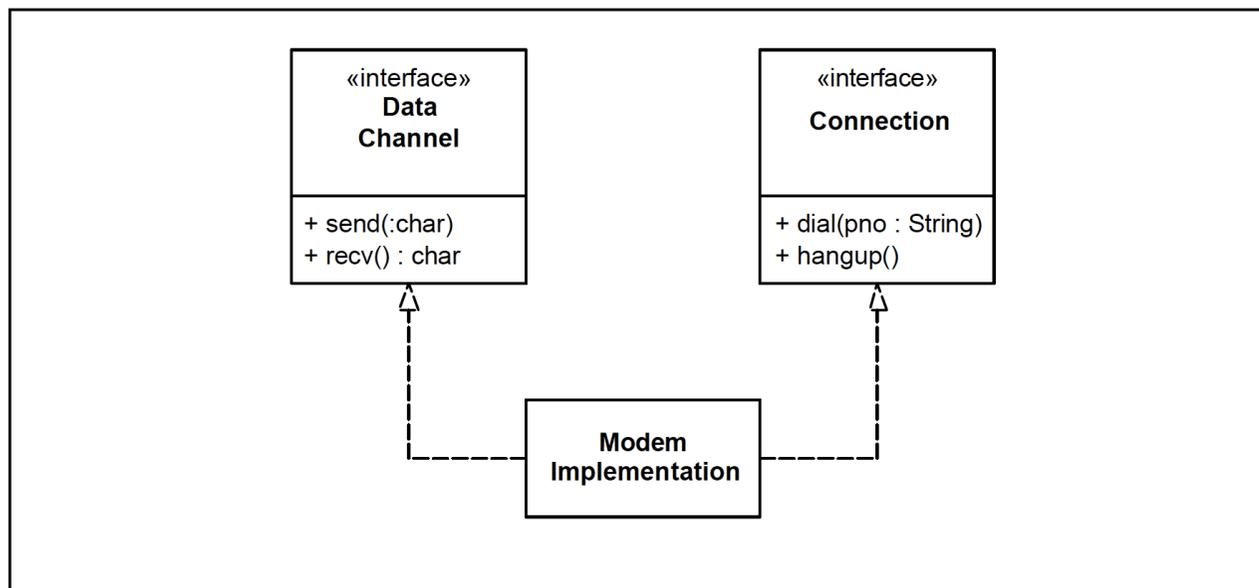 «interface»
Data
Channel
+ send(:char)
+ recv() : char
«interface»
Connection
+ dial(pno : String)
+ hangup()
Modem
Implementation